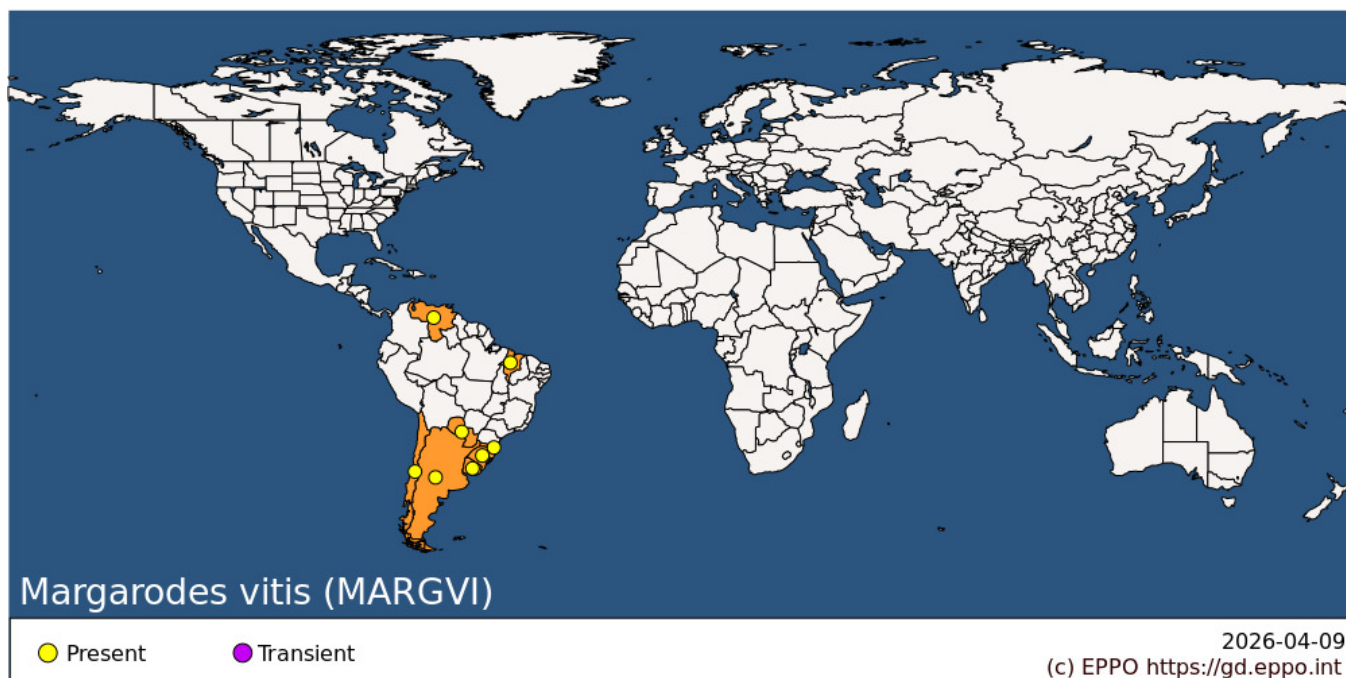 Margarodes vitis (MARGVI)
Present
Transient
2026-04-09
(c) EPPO https://gd.eppo.int